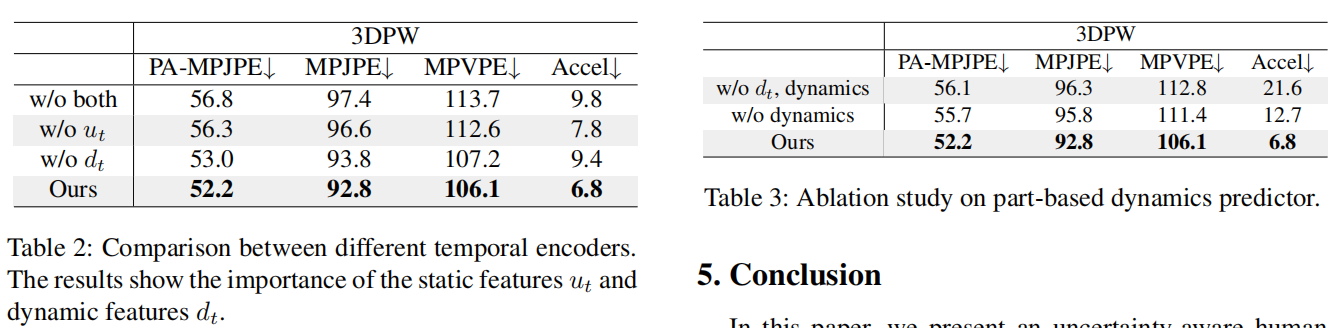 3DPW
PA-MPJPE↓ MPJPE↓ MPVPE↓ Accel↓
w/o both 56.8 97.4 113.7 9.8
w/o u_t 56.3 96.6 112.6 7.8
w/o d_t 53.0 93.8 107.2 9.4
Ours 52.2 92.8 106.1 6.8
Table 2: Comparison between different temporal encoders.
The results show the importance of the static features u_t and
dynamic features d_t.
3DPW
PA-MPJPE↓ MPJPE↓ MPVPE↓ Accel↓
w/o d_t, dynamics 56.1 96.3 112.8 21.6
w/o dynamics 55.7 95.8 111.4 12.7
Ours 52.2 92.8 106.1 6.8
Table 3: Ablation study on part-based dynamics predictor.
5. Conclusion
In this paper, we present an uncertainty-aware human